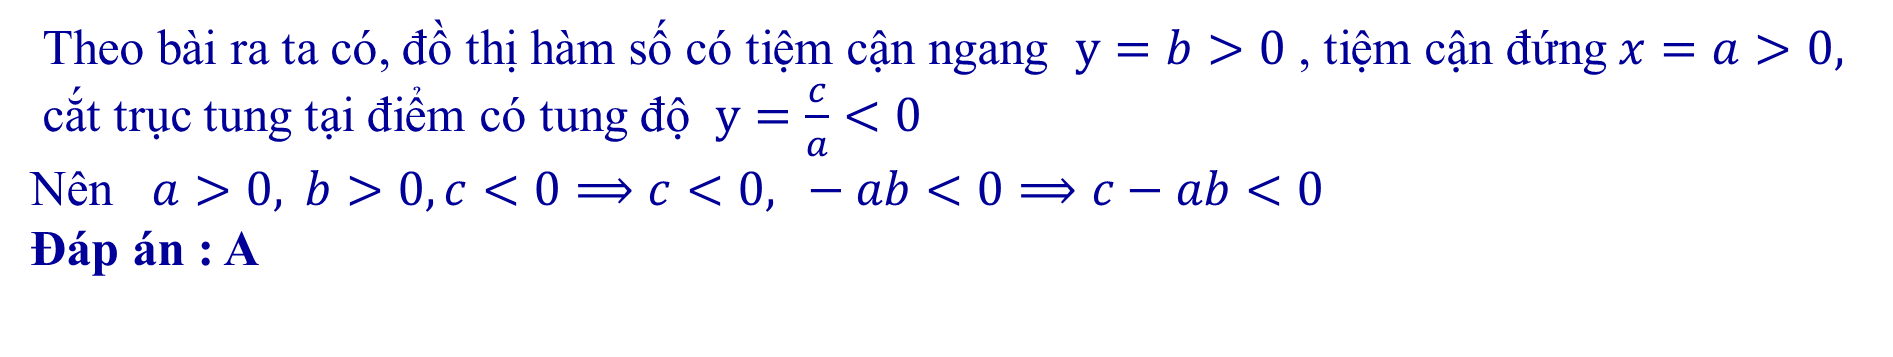 Theo bài ra ta có, đồ thị hàm số có tiệm cận ngang y = b > 0 , tiệm cận đứng x = a > 0,
cắt trục tung tại điểm có tung độ y = c/a < 0
Nên a > 0, b > 0, c < 0 ⟹ c < 0, − ab < 0 ⟹ c − ab < 0
Đáp án : A